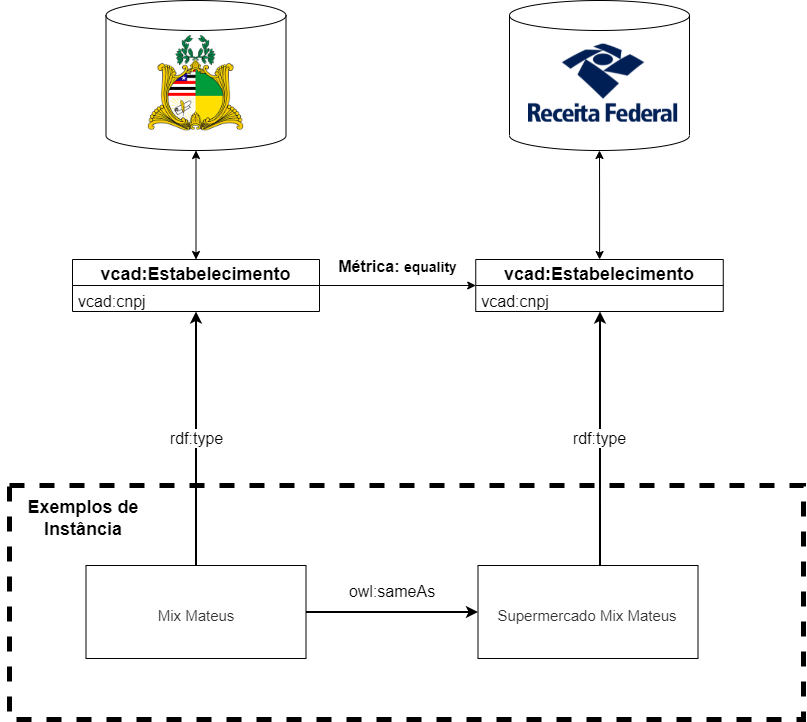 Receita Federal
vcad:Estabelecimento
vcad:cnpj
Métrica: equality
vcad:Estabelecimento
vcad:cnpj
rdf:type
rdf:type
Exemplos de
Instância
Mix Mateus
owl:sameAs
Supermercado Mix Mateus